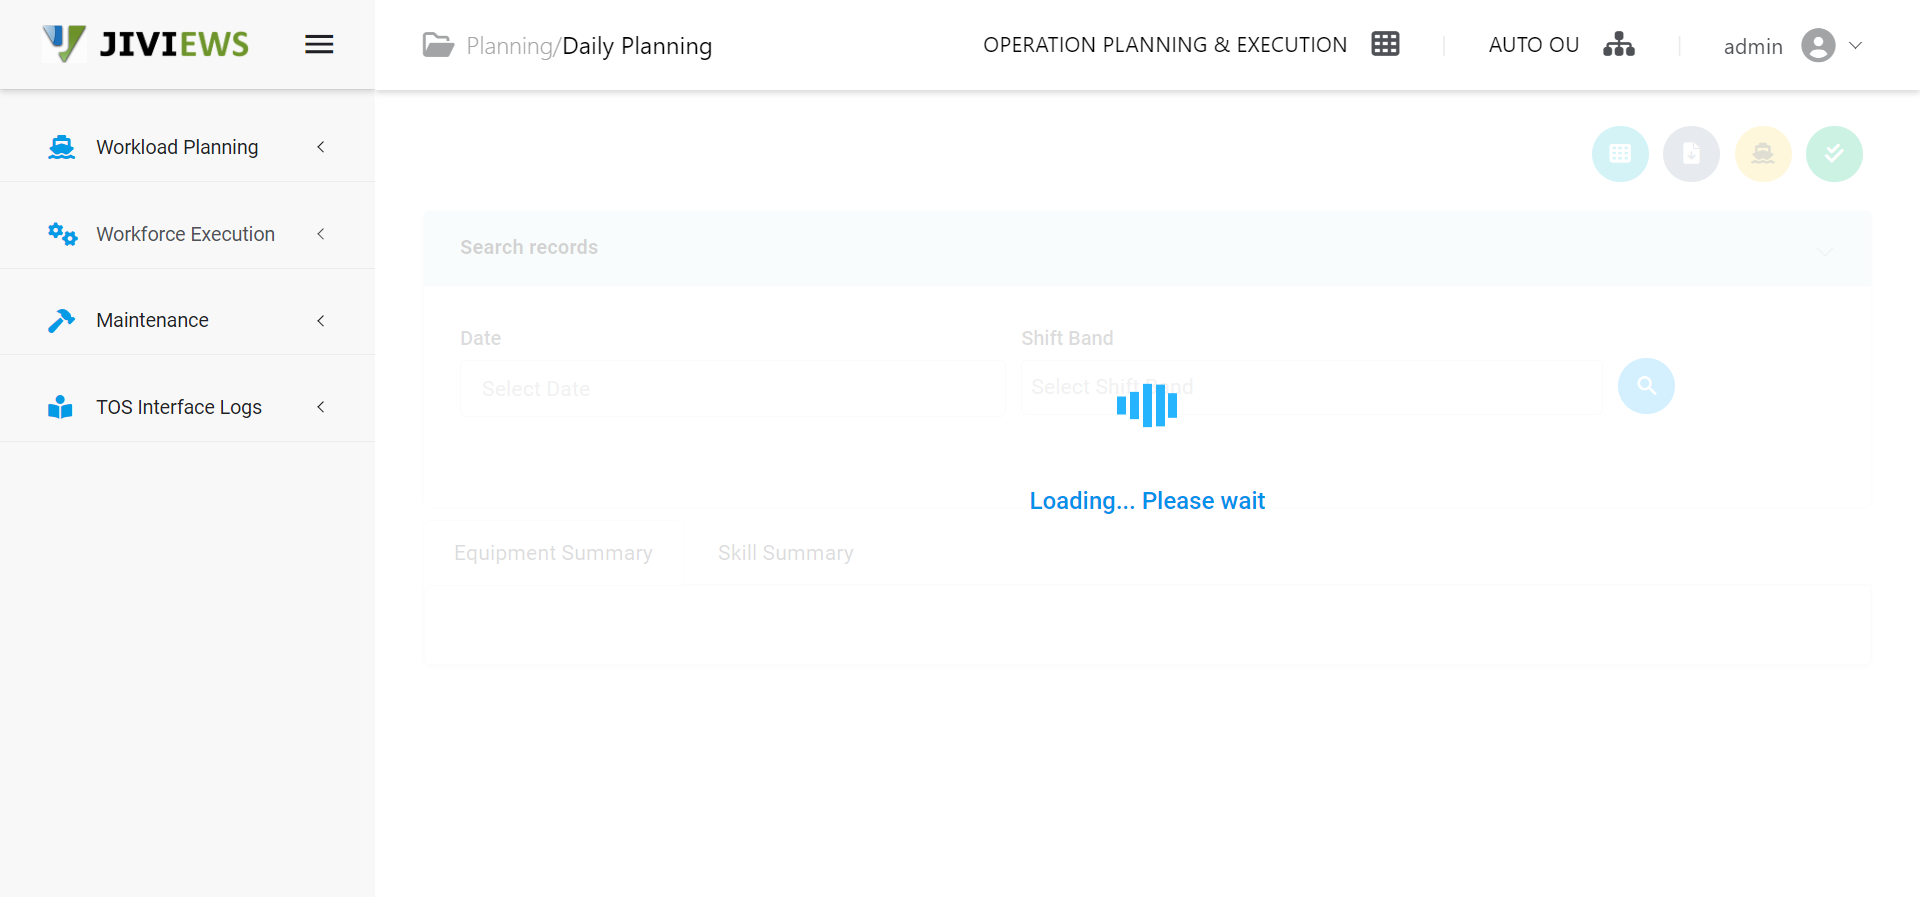 JIVIEWS
Planning/Daily Planning
OPERATION PLANNING & EXECUTION
AUTO OU
admin
Workload Planning
Workforce Execution
Maintenance
TOS Interface Logs
Search records
Date
Shift Band
Select Date
Select Shift Band
Loading... Please wait
Equipment Summary
Skill Summary